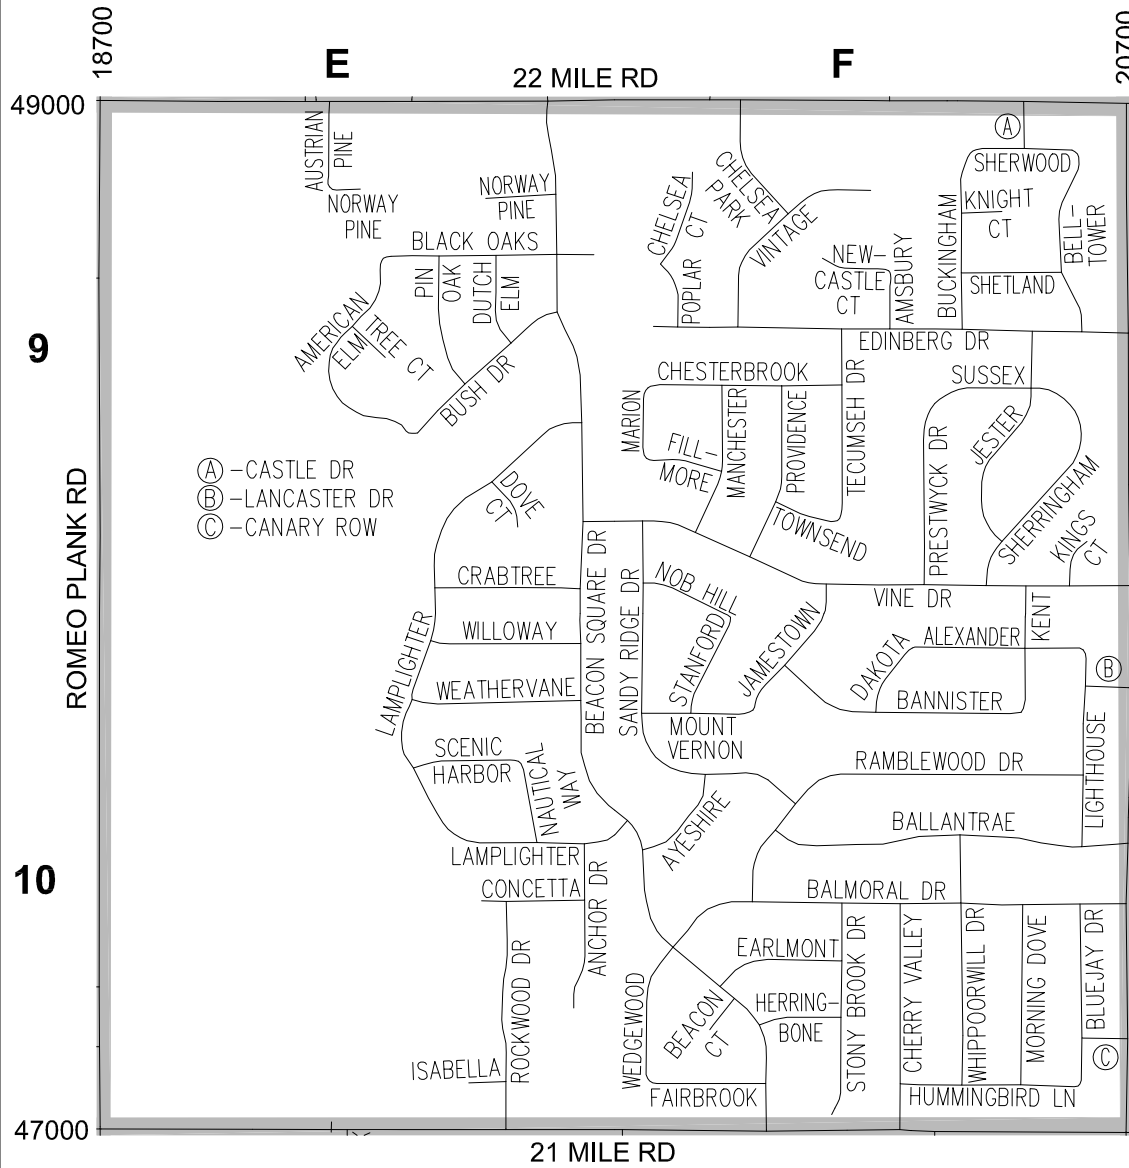 18700
E
F
20700
22 MILE RD
49000
AUSTRIAN
PINE
NORWAY
PINE
NORWAY
PINE
BLACK OAKS
PIN
OAK
DUTCH
ELM
AMERICAN
ELM
TREE CT
BUSH DR
CHELSEA
CT
POPLAR
CHELSEA
PARK
VINTAGE
NEW-
CASTLE
CT
AMSBURY
BUCKINGHAM
A
SHERWOOD
KNIGHT
CT
BELL-
TOWER
SHETLAND
EDINBERG DR
9
CHESTERBROOK
MARION
FILL-
MORE
MANCHESTER
PROVIDENCE
TECUMSEH DR
TOWNSEND
SUSSEX
PRESTWYCK DR
JESTER
SHERRINGHAM
KINGS
CT
A -CASTLE DR
B -LANCASTER DR
C -CANARY ROW
ROMEO PLANK RD
DOVE
CT
CRABTREE
WILLOWAY
WEATHERVANE
LAMPLIGHTER
SCENIC
HARBOR
NAUTICAL
WAY
BEACON SQUARE DR
SANDY RIDGE DR
NOB HILL
STANFORD
JAMESTOWN
MOUNT
VERNON
VINE DR
KENT
ALEXANDER
DAKOTA
BANNISTER
B
RAMBLEWOOD DR
LIGHTHOUSE
BALLANTRAE
AYESHIRE
10
LAMPLIGHTER
CONCETTA
ANCHOR DR
ROCKWOOD DR
ISABELLA
BALMORAL DR
EARLMONT
WEDGEWOOD
BEACON
CT
HERRING-
BONE
FAIRBROOK
STONY BROOK DR
CHERRY VALLEY
WHIPPOORWILL DR
MORNING DOVE
BLUEJAY DR
C
HUMMINGBIRD LN
47000
21 MILE RD